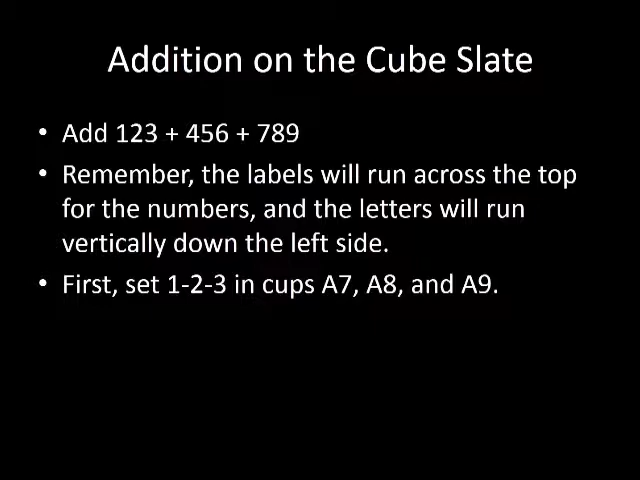 Addition on the Cube Slate
• Add 123 + 456 + 789
• Remember, the labels will run across the top
for the numbers, and the letters will run
vertically down the left side.
• First, set 1-2-3 in cups A7, A8, and A9.